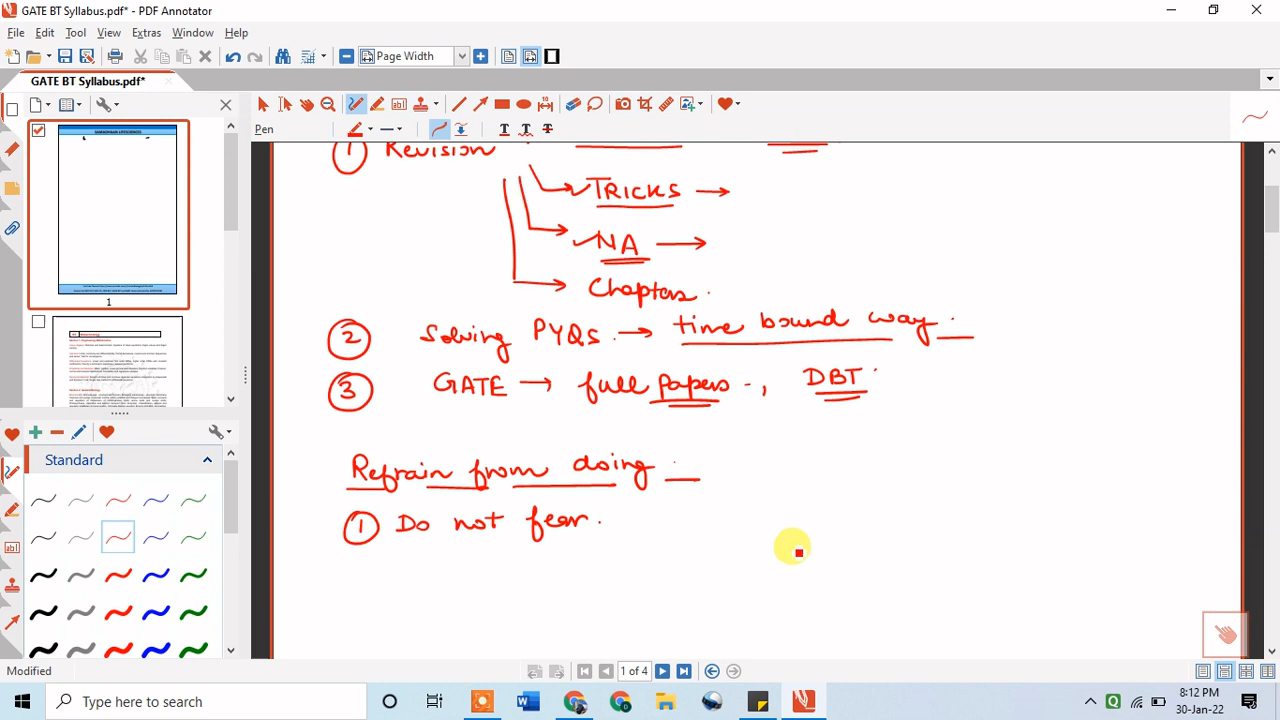 GATE BT Syllabus.pdf* - PDF Annotator
File Edit Tool View Extras Window Help
Page Width
GATE BT Syllabus.pdf*
Pen
① Revision
TRICKS →
NA →
Chapters.
② Solving PYQs. → time bound way.
③ GATE → full papers -, DBT
Refrain from doing
① Do not fear.
1
Standard
Modified
1 of 4
Type here to search
8:12 PM
30-Jan-22